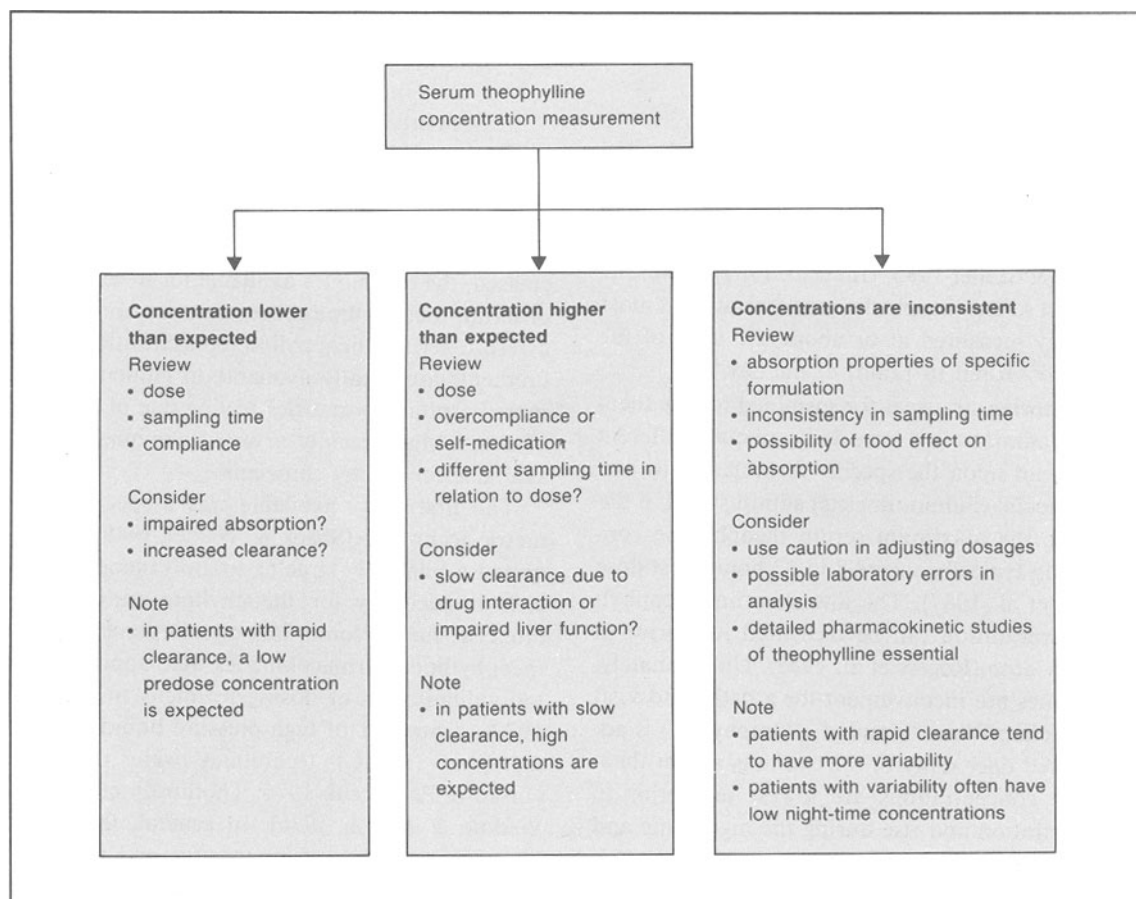 Serum theophylline
concentration measurement
Concentration lower
than expected
Review
• dose
• sampling time
compliance
Consider
• impaired absorption?
• increased clearance?
Note
• in patients with rapid
clearance, a low
predose concentration
is expected
Concentration higher
than expected
Review
• dose
• overcompliance or
self-medication
• different sampling time in
relation to dose?
Consider
• slow clearance due to
drug interaction or
impaired liver function?
Note
• in patients with slow
clearance, high
concentrations are
expected
Concentrations are inconsistent
Review
• absorption properties of specific
formulation
• inconsistency in sampling time
• possibility of food effect on
absorption
Consider
• use caution in adjusting dosages
• possible laboratory errors in
analysis
• detailed pharmacokinetic studies
of theophylline essential
Note
• patients with rapid clearance tend
to have more variability
• patients with variability often have
low night-time concentrations